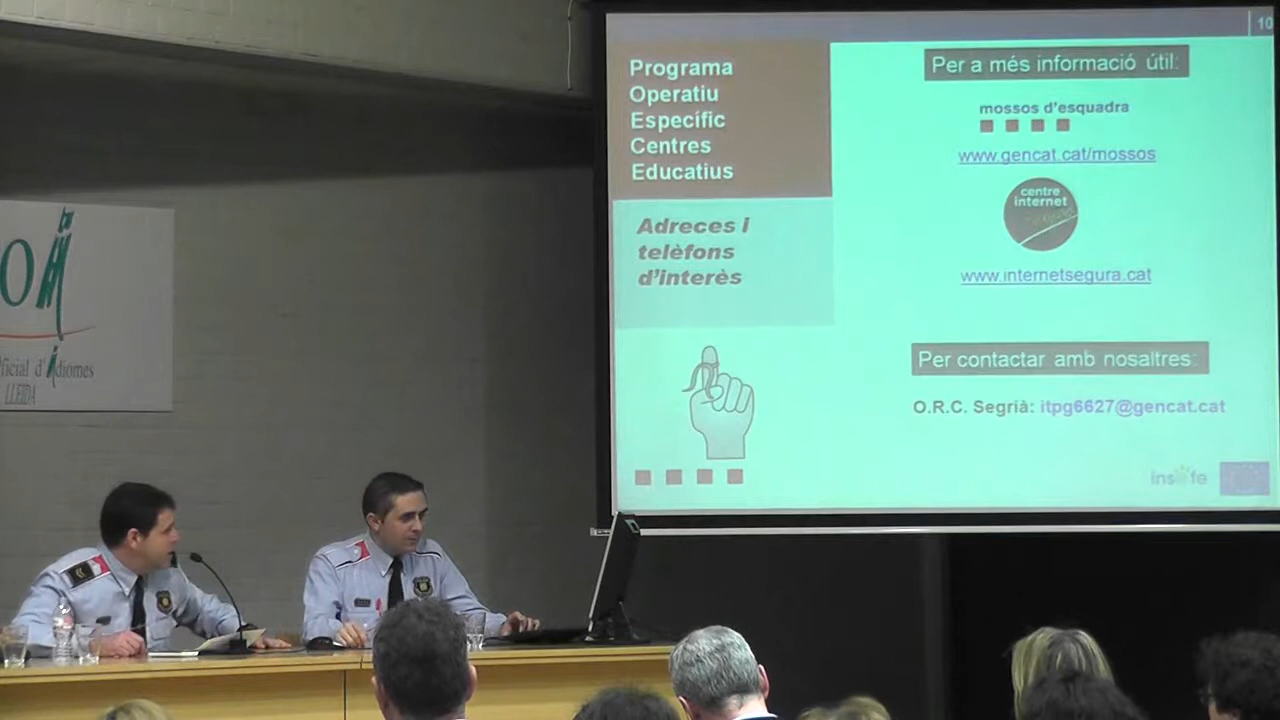 10
Programa
Operatiu
Específic
Centres
Educatius
Adreces i
telèfons
d'interès
Per a més informació útil:
mossos d'esquadra
www.gencat.cat/mossos
centre
internet
www.internetsegura.cat
Per contactar amb nosaltres:
O.R.C. Segrià: itpg6627@gencat.cat
insafe
d'idiomes
LLEIDA